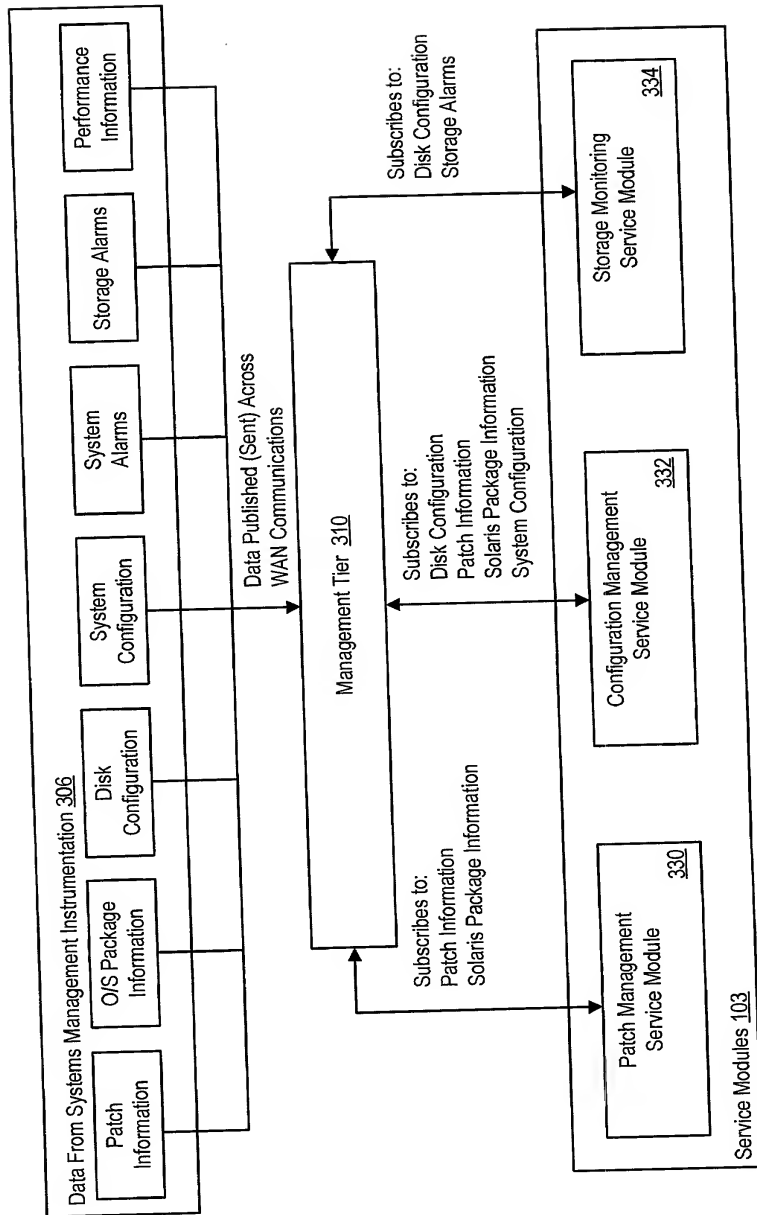 Data From Systems Management Instrumentation 306
Patch
Information
O/S Package
Information
Disk
Configuration
System
Configuration
System
Alarms
Storage Alarms
Performance
Information
Data Published (Sent) Across
WAN Communications
Management Tier 310
Subscribes to:
Patch Information
Solaris Package Information
Subscribes to:
Disk Configuration
Patch Information
Solaris Package Information
System Configuration
Subscribes to:
Disk Configuration
Storage Alarms
330
Patch Management
Service Module
332
Configuration Management
Service Module
334
Storage Monitoring
Service Module
Service Modules 103